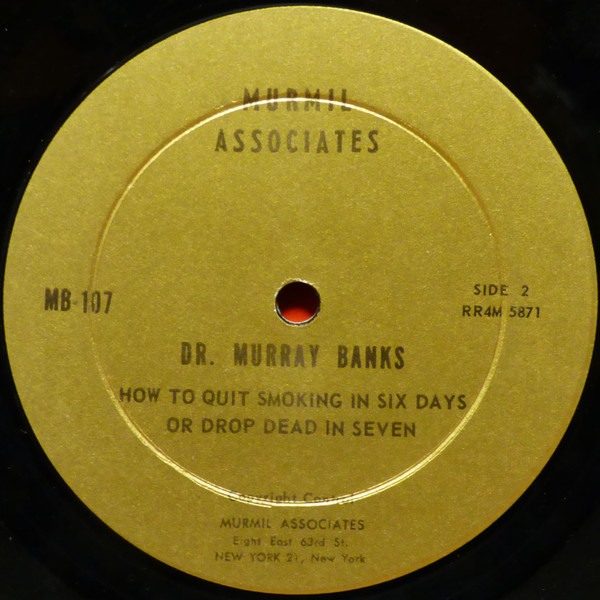 MURMIL
ASSOCIATES
MB-107
SIDE 2
RR4M 5871
DR. MURRAY BANKS
HOW TO QUIT SMOKING IN SIX DAYS
OR DROP DEAD IN SEVEN
Copyright
MURMIL ASSOCIATES
Eight East 63rd St.
NEW YORK 21, New York